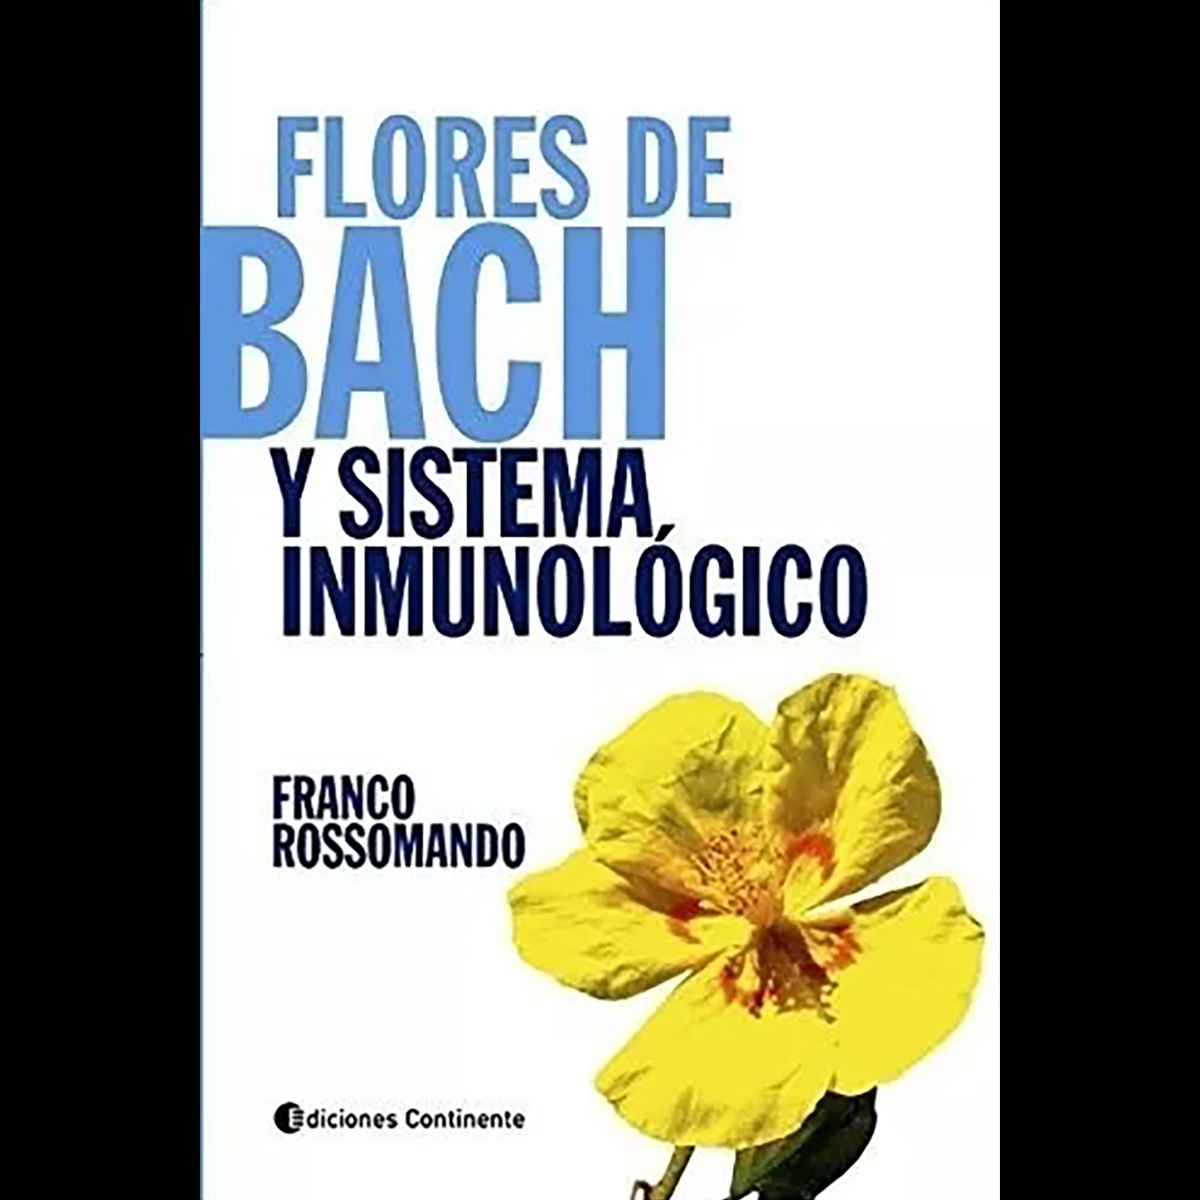 FLORES DE
BACH
Y SISTEMA
INMUNOLÓGICO
FRANCO
ROSSOMANDO
Ediciones Continente